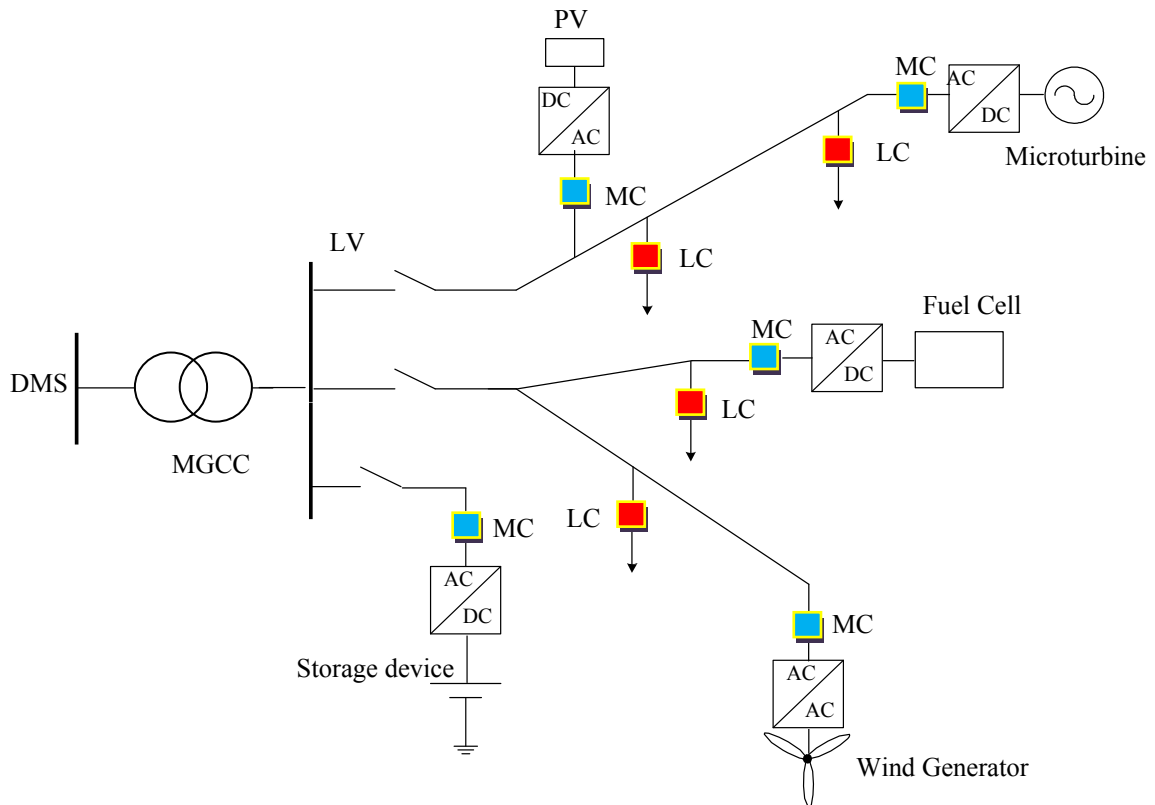 PV
DC
AC
MC
MC
AC
DC
Microturbine
LC
LC
LV
DMS
MGCC
Fuel Cell
MC
AC
DC
LC
LC
MC
AC
DC
Storage device
MC
AC
AC
Wind Generator